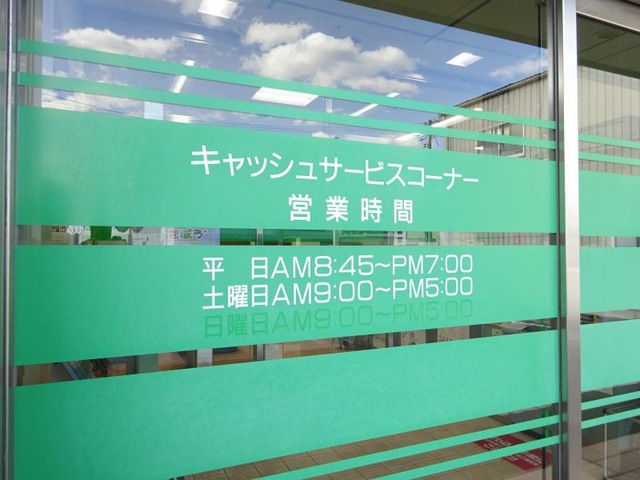 キャッシュサービスコーナー
営業時間
平　日AM8:45～PM7:00
土曜日AM9:00～PM5:00
日曜日AM9:00～PM5:00